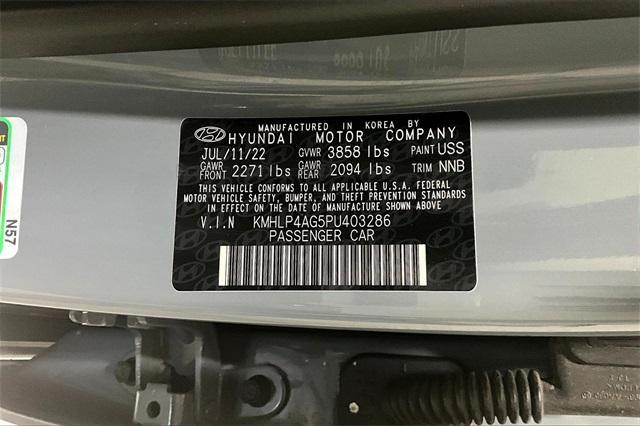 MANUFACTURED IN KOREA BY
HYUNDAI MOTOR COMPANY
JUL/11/22 GVWR 3858 lbs PAINT USS
GAWR FRONT 2271 lbs GAWR REAR 2094 lbs TRIM NNB
THIS VEHICLE CONFORMS TO ALL APPLICABLE U.S.A. FEDERAL
MOTOR VEHICLE SAFETY, BUMPER, AND THEFT PREVENTION STANDARDS
IN EFFECT ON THE DATE OF MANUFACTURE SHOWN ABOVE.
V.I.N KMHLP4AG5PU403286
PASSENGER CAR
N57